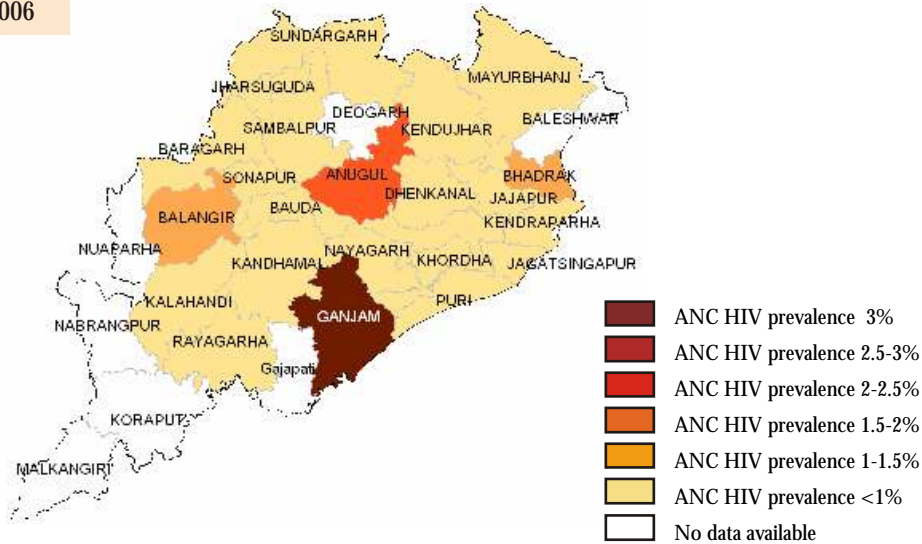 006
SUNDARGARH
MAYURBHANJ
JHARSUGUDA
DEOGARH
BALESHWAR
SAMBALPUR
KENDUJHAR
BARAGARH
SONAPUR
ANUGUL
BHADRAK
DHENKANAL
JAJAPUR
BAUDA
BALANGIR
KENDRAPARHA
NUAPARHA
NAYAGARH
KANDHAMAL
KHORDHA
JAGATSINGAPUR
KALAHANDI
PURI
NABRANGPUR
GANJAM
RAYAGARHA
Gajapati
KORAPUT
MALKANGIRI
ANC HIV prevalence 3%
ANC HIV prevalence 2.5-3%
ANC HIV prevalence 2-2.5%
ANC HIV prevalence 1.5-2%
ANC HIV prevalence 1-1.5%
ANC HIV prevalence <1%
No data available